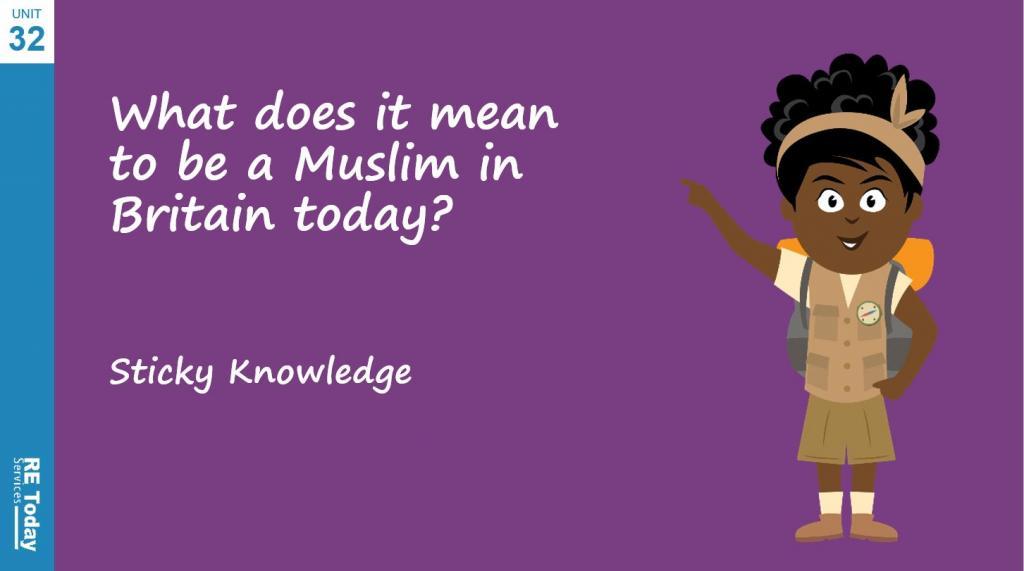 UNIT
32
What does it mean
to be a Muslim in
Britain today?
Sticky Knowledge
RE Today
Services